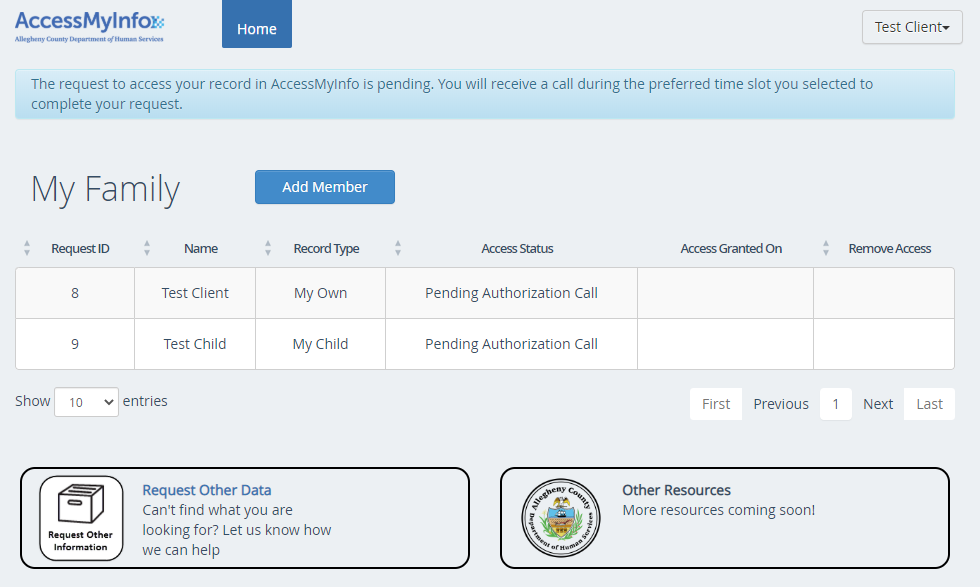 AccessMyInfo
Allegheny County Department of Human Services
Home
Test Client
The request to access your record in AccessMyInfo is pending. You will receive a call during the preferred time slot you selected to
complete your request.
My Family
Add Member
Request ID Name Record Type Access Status Access Granted On Remove Access
8 Test Client My Own Pending Authorization Call
9 Test Child My Child Pending Authorization Call
Show 10 entries
First Previous 1 Next Last
Request Other
Information
Request Other Data
Can't find what you are
looking for? Let us know how
we can help
Allegheny County
Department of Human Services
Other Resources
More resources coming soon!